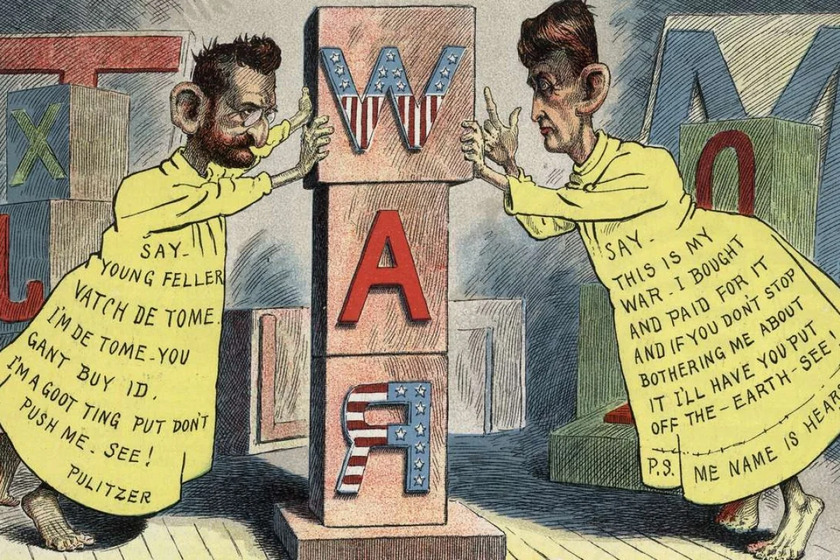 T
X
J
SAY-
YOUNG FELLER
VATCH DE TOME.
I'M DE TOME-YOU
GANT BUY ID.
I'M A GOOT TING PUT DON'T
PUSH ME. SEE!
PULITZER
W
A
R
L
SAY-
THIS IS MY
WAR-I BOUGHT
AND PAID FOR IT
AND IF YOU DON'T STOP
BOTHERING ME ABOUT
IT I'LL HAVE YOU PUT
OFF THE-EARTH-SEE
P.S. ME NAME IS HEAR
M